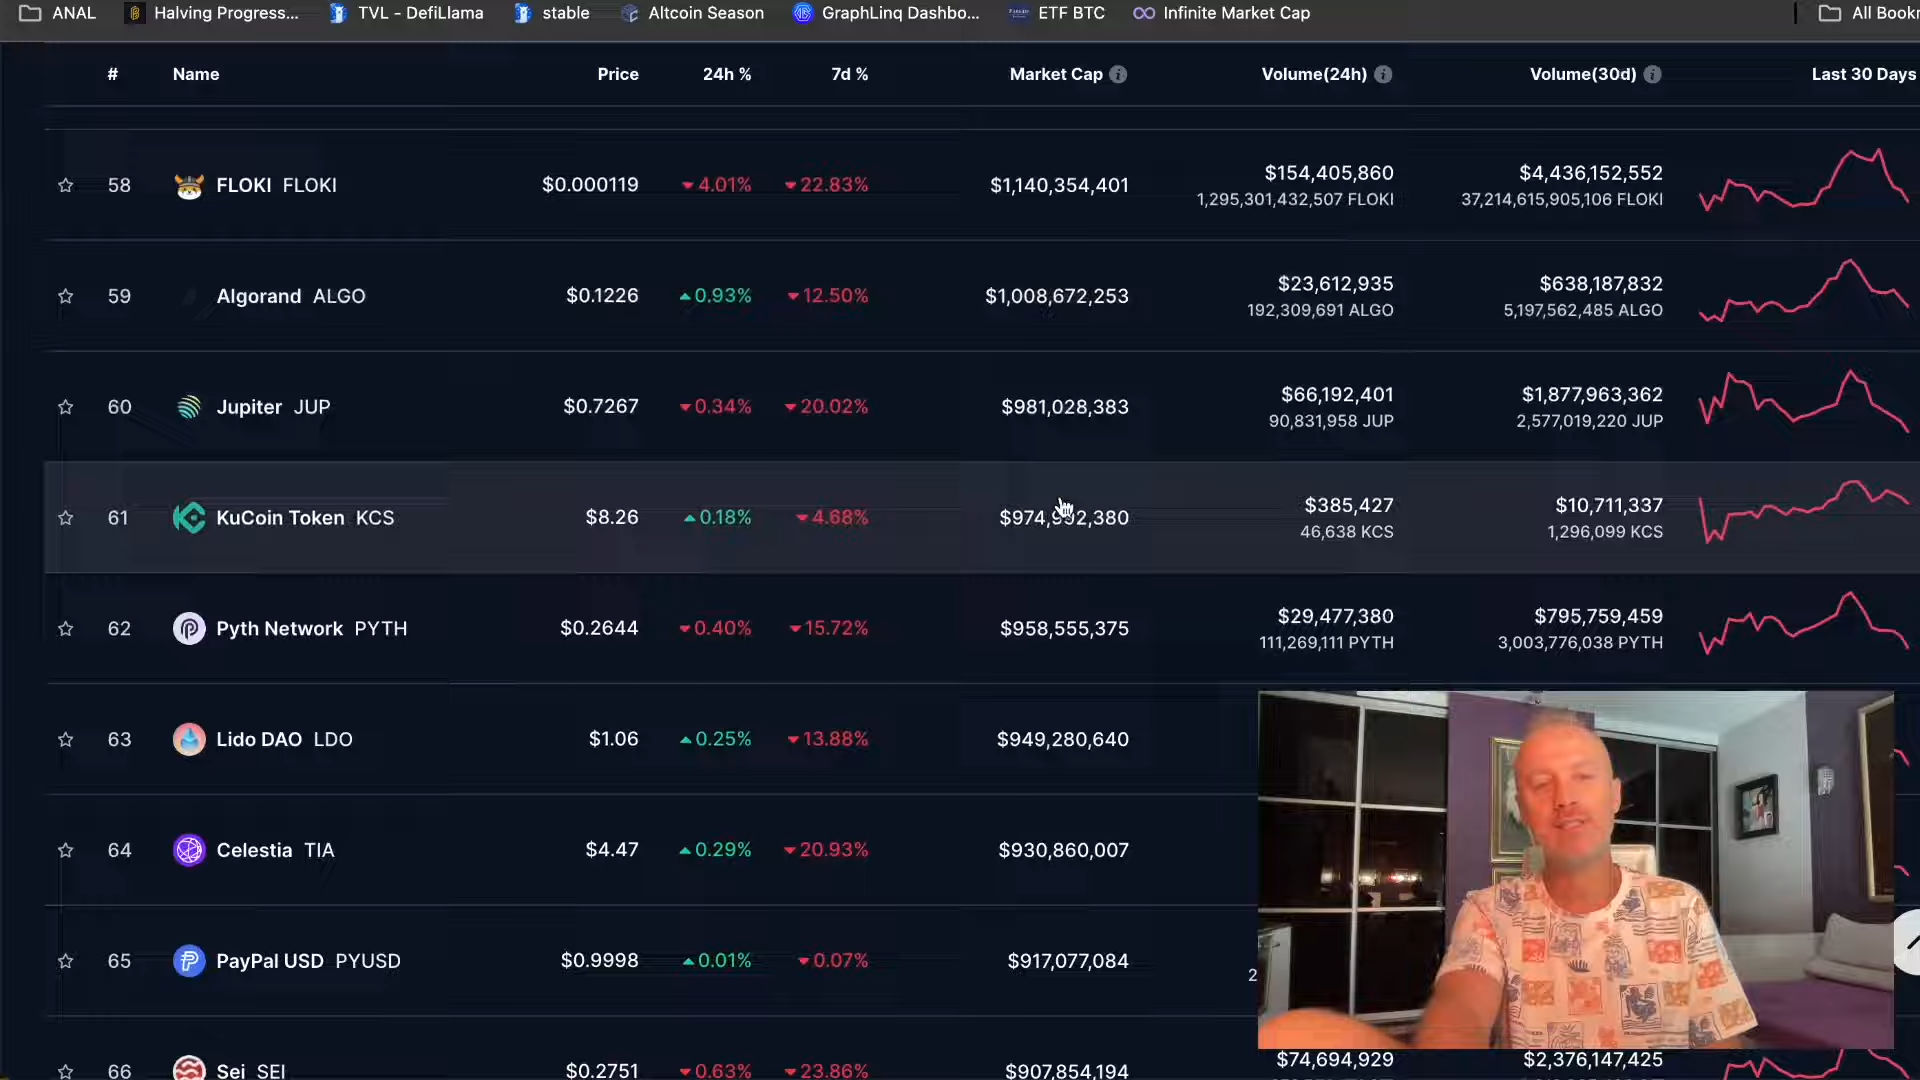 ANAL Halving Progress... TVL - DefiLlama stable Altcoin Season GraphLinq Dashbo... ETF BTC Infinite Market Cap All Bookr
# Name Price 24h % 7d % Market Cap Volume(24h) Volume(30d) Last 30 Days
58 FLOKI FLOKI $0.000119 4.01% 22.83% $1,140,354,401 $154,405,860 $4,436,152,552
1,295,301,432,507 FLOKI 37,214,615,905,106 FLOKI
59 Algorand ALGO $0.1226 0.93% 12.50% $1,008,672,253 $23,612,935 $638,187,832
192,309,691 ALGO 5,197,562,485 ALGO
60 Jupiter JUP $0.7267 0.34% 20.02% $981,028,383 $66,192,401 $1,877,963,362
90,831,958 JUP 2,577,019,220 JUP
61 KuCoin Token KCS $8.26 0.18% 4.68% $974,992,380 $385,427 $10,711,337
46,638 KCS 1,296,099 KCS
62 Pyth Network PYTH $0.2644 0.40% 15.72% $958,555,375 $29,477,380 $795,759,459
111,269,111 PYTH 3,003,776,038 PYTH
63 Lido DAO LDO $1.06 0.25% 13.88% $949,280,640
64 Celestia TIA $4.47 0.29% 20.93% $930,860,007
65 PayPal USD PYUSD $0.9998 0.01% 0.07% $917,077,084
2
66 Sei SEI $0.2751 0.63% 23.86% $907,854,194 $74,694,929 $2,376,147,425